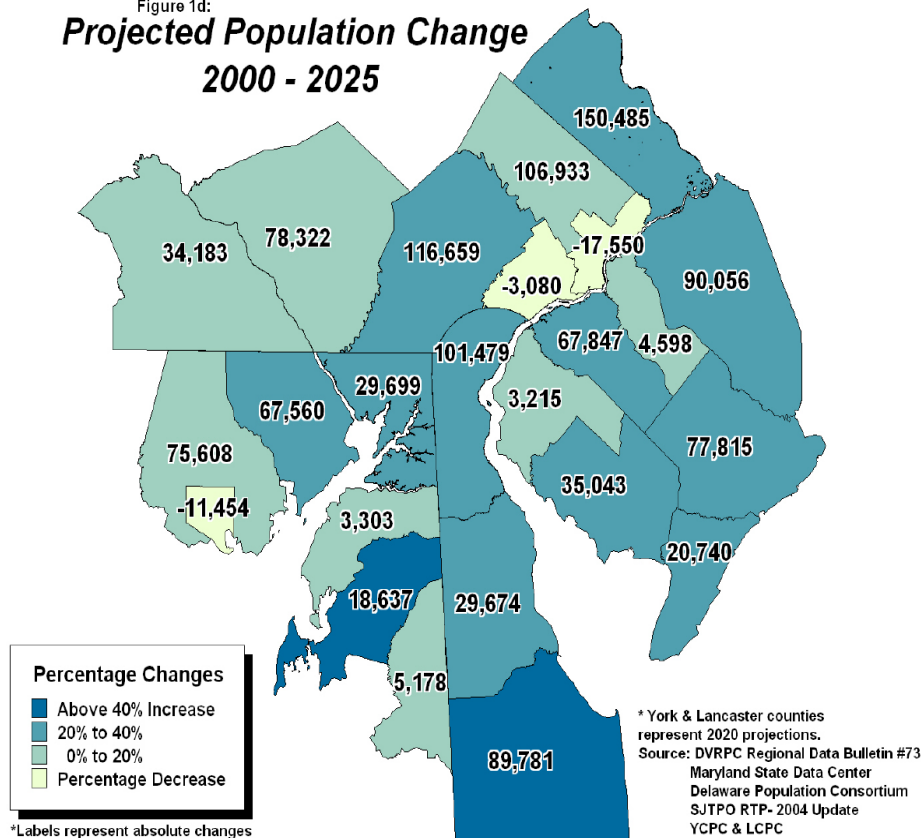 Figure 1d:
Projected Population Change
2000 - 2025
150,485
106,933
34,183
78,322
116,659
-17,550
-3,080
90,056
101,479
67,847
4,598
29,699
67,560
3,215
75,608
77,815
-11,454
35,043
3,303
20,740
18,637
29,674
5,178
89,781
Percentage Changes
Above 40% Increase
20% to 40%
0% to 20%
Percentage Decrease
*Labels represent absolute changes
* York & Lancaster counties
represent 2020 projections.
Source: DVRPC Regional Data Bulletin #73
Maryland State Data Center
Delaware Population Consortium
SJTPO RTP- 2004 Update
YCPC & LCPC